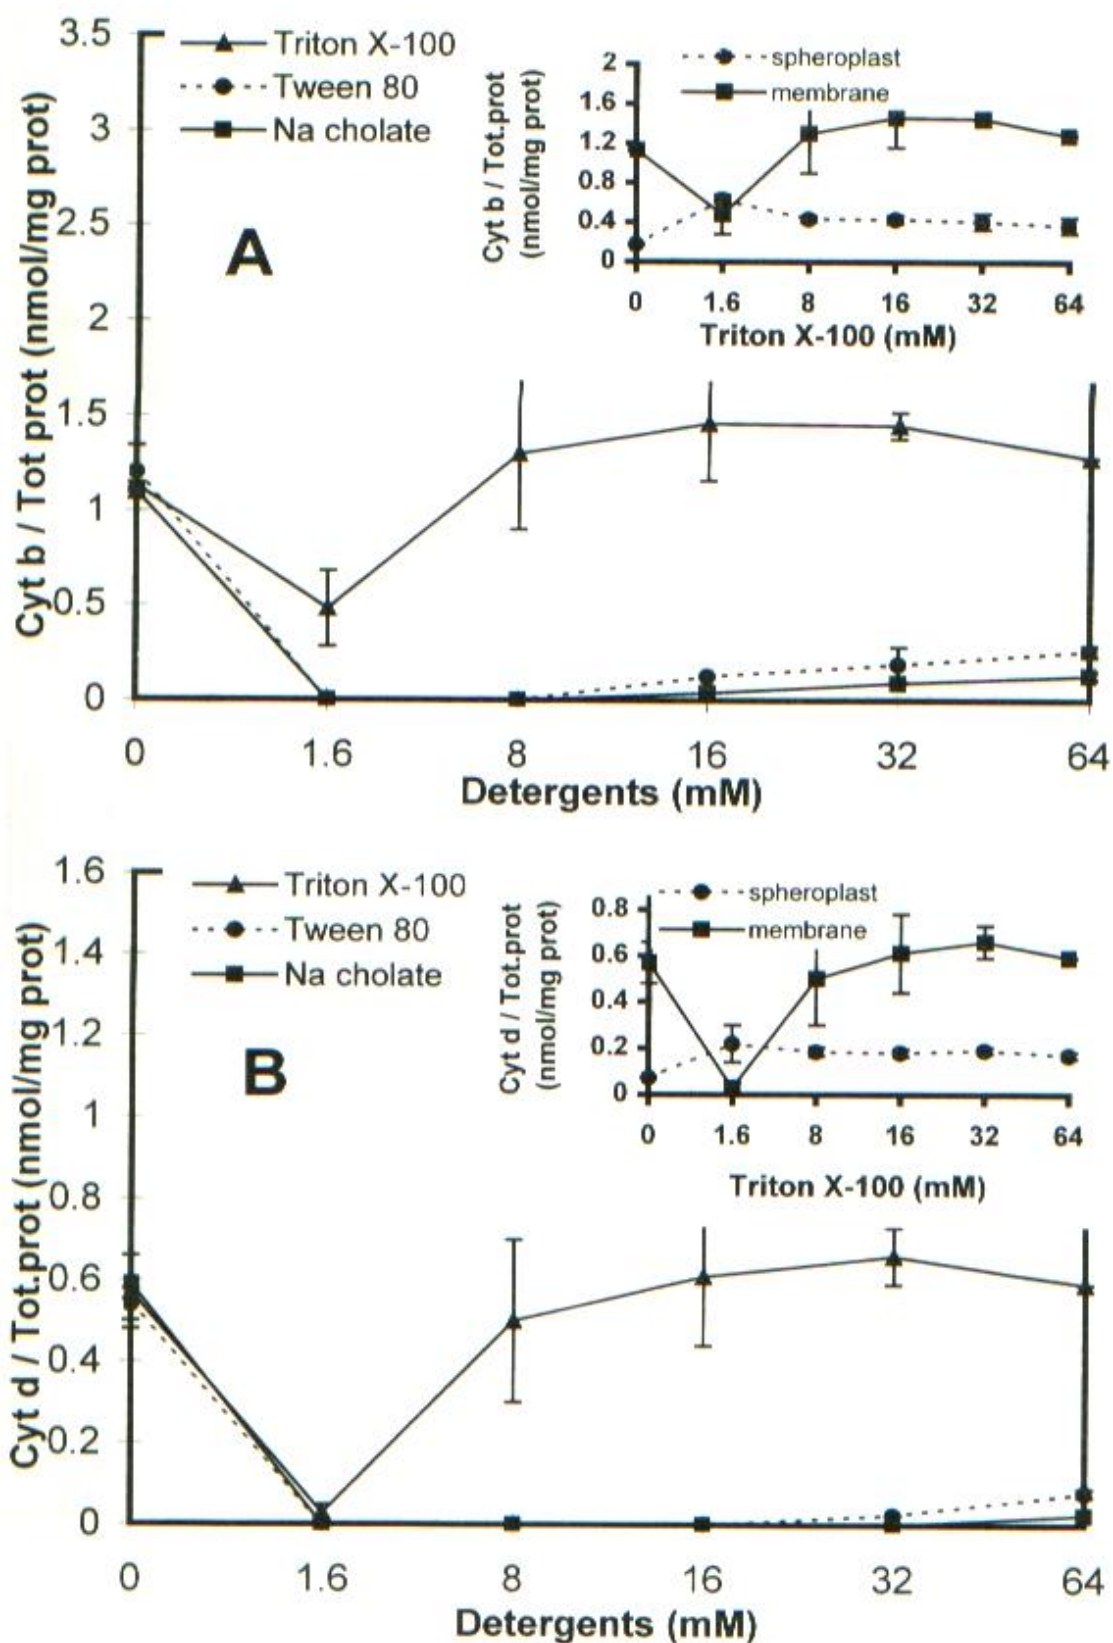 3.5
3
2.5
2
1.5
1
0.5
0
Cyt b / Tot prot (nmol/mg prot)
Triton X-100
Tween 80
Na cholate
A
2
1.6
1.2
0.8
0.4
0
Cyt b / Tot.prot
(nmol/mg prot)
spheroplast
membrane
0 1.6 8 16 32 64
Triton X-100 (mM)
0 1.6 8 16 32 64
Detergents (mM)
1.6
1.4
1.2
1
0.8
0.6
0.4
0.2
0
Cyt d / Tot.prot (nmol/mg prot)
Triton X-100
Tween 80
Na cholate
B
0.8
0.6
0.4
0.2
0
Cyt d / Tot.prot
(nmol/mg prot)
spheroplast
membrane
0 1.6 8 16 32 64
Triton X-100 (mM)
0 1.6 8 16 32 64
Detergents (mM)